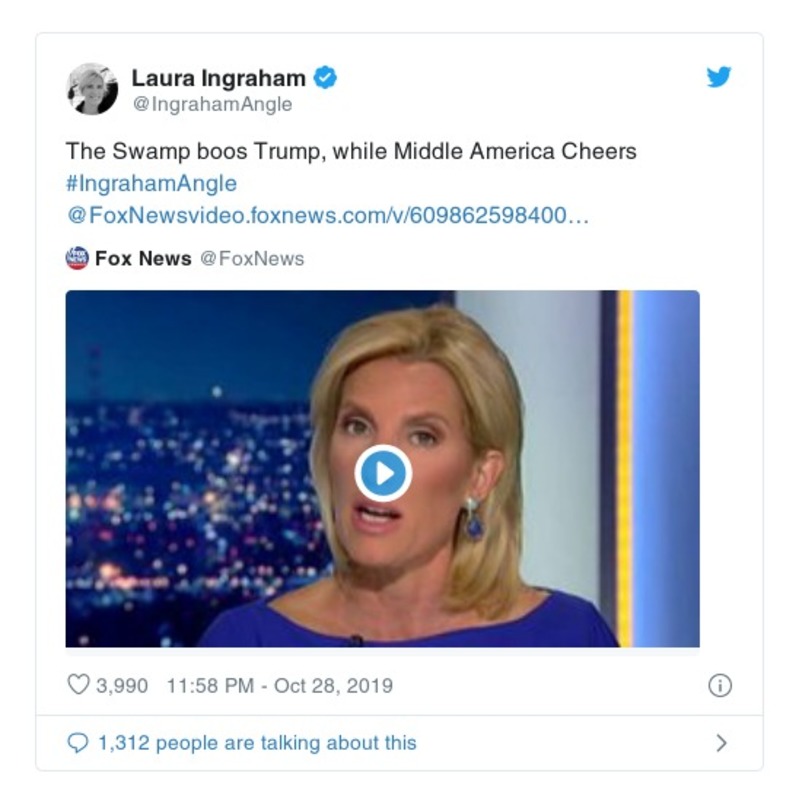 Laura Ingraham
@IngrahamAngle
The Swamp boos Trump, while Middle America Cheers
#IngrahamAngle
@FoxNewsvideo.foxnews.com/v/609862598400…
Fox News @FoxNews
3,990 11:58 PM - Oct 28, 2019
1,312 people are talking about this